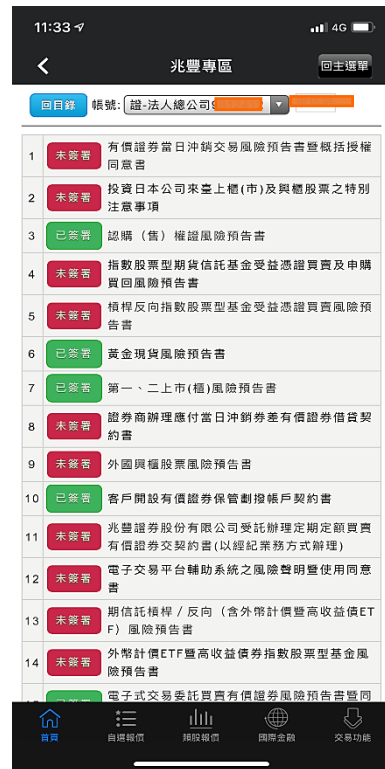 11:33
4G
兆豐專區
回主選單
回目錄 帳號: 證-法人總公司
1 未簽署 有價證券當日沖銷交易風險預告書暨概括授權
同意書
2 未簽署 投資日本公司來臺上櫃(市)及興櫃股票之特別
注意事項
3 已簽署 認購（售）權證風險預告書
4 未簽署 指數股票型期貨信託基金受益憑證買賣及申購
買回風險預告書
5 未簽署 槓桿反向指數股票型基金受益憑證買賣風險預
告書
6 已簽署 黃金現貨風險預告書
7 已簽署 第一、二上市(櫃)風險預告書
8 未簽署 證券商辦理應付當日沖銷券差有價證券借貸契
約書
9 未簽署 外國興櫃股票風險預告書
10 已簽署 客戶開設有價證券保管劃撥帳戶契約書
11 未簽署 兆豐證券股份有限公司受託辦理定期定額買賣
有價證券交契約書(以經紀業務方式辦理)
12 未簽署 電子交易平台輔助系統之風險聲明暨使用同意
書
13 未簽署 期信託槓桿／反向（含外幣計價暨高收益債ET
F）風險預告書
14 未簽署 外幣計價ETF暨高收益債券指數股票型基金風
險預告書
電子式交易委託買賣有價證券風險預告書暨同
首頁 自選報價 類股報價 國際金融 交易功能